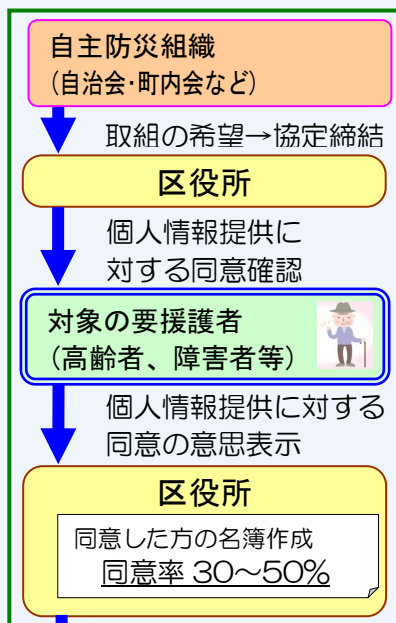 自主防災組織
(自治会・町内会など)
取組の希望→協定締結
区役所
個人情報提供に
対する同意確認
対象の要援護者
(高齢者、障害者等)
個人情報提供に対する
同意の意思表示
区役所
同意した方の名簿作成
同意率 30～50%